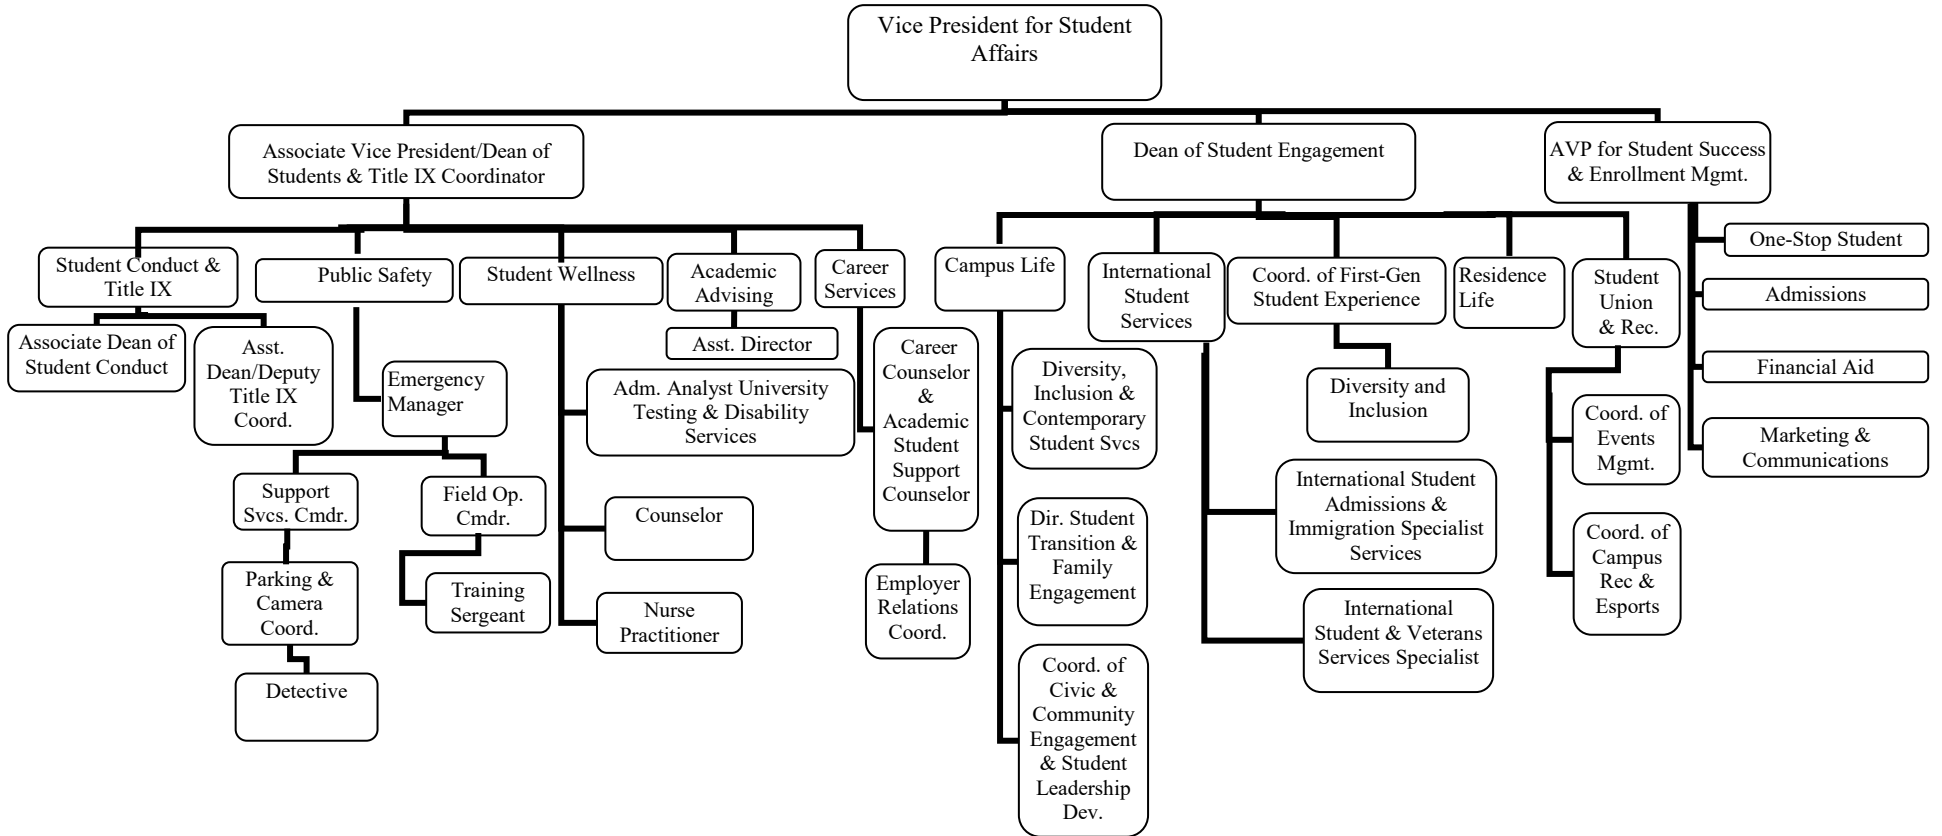 Vice President for Student
Affairs
Associate Vice President/Dean of
Students & Title IX Coordinator
Dean of Student Engagement
AVP for Student Success
& Enrollment Mgmt.
Student Conduct &
Title IX
Public Safety
Student Wellness
Academic
Advising
Career
Services
Campus Life
International
Student
Services
Coord. of First-Gen
Student Experience
Residence
Life
Student
Union
& Rec.
One-Stop Student
Admissions
Financial Aid
Marketing &
Communications
Associate Dean of
Student Conduct
Asst.
Dean/Deputy
Title IX
Coord.
Emergency
Manager
Support
Svcs. Cmdr.
Field Op.
Cmdr.
Parking &
Camera
Coord.
Training
Sergeant
Detective
Adm. Analyst University
Testing & Disability
Services
Counselor
Nurse
Practitioner
Asst. Director
Career
Counselor
&
Academic
Student
Support
Counselor
Employer
Relations
Coord.
Diversity,
Inclusion &
Contemporary
Student Svcs
Dir. Student
Transition &
Family
Engagement
Coord. of
Civic &
Community
Engagement
& Student
Leadership
Dev.
International Student
Admissions &
Immigration Specialist
Services
International
Student & Veterans
Services Specialist
Diversity and
Inclusion
Coord. of
Events
Mgmt.
Coord. of
Campus
Rec &
Esports